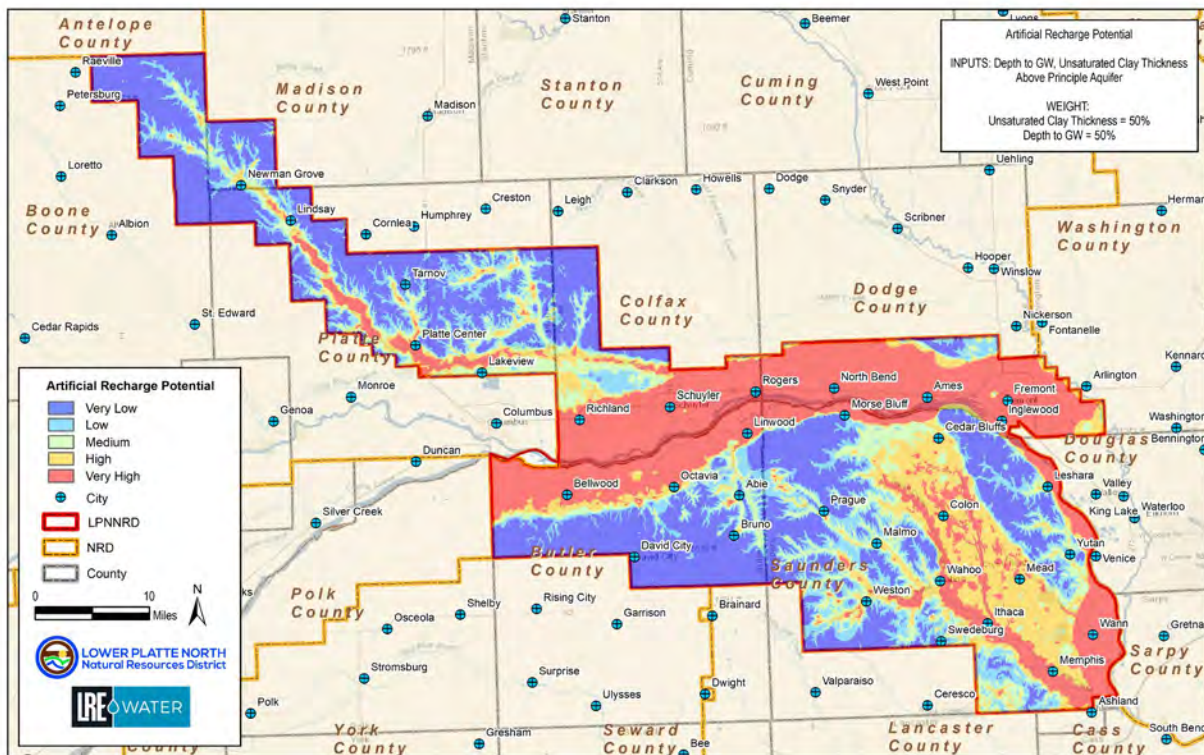 Antelope
County
Raeville
Petersburg
Loretto
Boone
County
Albion
Cedar Rapids
St. Edward
Madison
County
Madison
Newman Grove
Lindsay
Cornlea
Humphrey
Creston
Leigh
Tarnov
Platte Center
Platte
County
Lakeview
Monroe
Genoa
Columbus
Duncan
Silver Creek
Stanton
Stanton
County
Clarkson
Howells
Colfax
County
Richland
Schuyler
Rogers
Beemer
West Point
Cuming
County
Dodge
Snyder
Scribner
Uehling
Hooper
Winslow
Dodge
County
Nickerson
Fontanelle
North Bend
Ames
Fremont
Inglewood
Morse Bluff
Cedar Bluffs
Linwood
Lyons
Herman
Washington
County
Kennard
Arlington
Washington
Bennington
Douglas
County
Leshara
Valley
King Lake
Waterloo
Yutan
Venice
Bellwood
Octavia
Abie
Bruno
David City
Butler
County
Prague
Malmo
Colon
Wahoo
Mead
Saunders
County
Weston
Ithaca
Swedeburg
Wann
Memphis
Ashland
Gretna
Sarpy
County
South Bend
Cass
County
Polk
County
Osceola
Shelby
Rising City
Garrison
Brainard
Stromsburg
Surprise
Ulysses
Dwight
Valparaiso
Ceresco
Polk
York
County
Gresham
Seward
County
Bee
Lancaster
County
County
Artificial Recharge Potential
INPUTS: Depth to GW, Unsaturated Clay Thickness
Above Principle Aquifer
WEIGHT:
Unsaturated Clay Thickness = 50%
Depth to GW = 50%
Artificial Recharge Potential
Very Low
Low
Medium
High
Very High
City
LPNNRD
NRD
County
N
0 10
Miles
LOWER PLATTE NORTH
Natural Resources District
LRE WATER